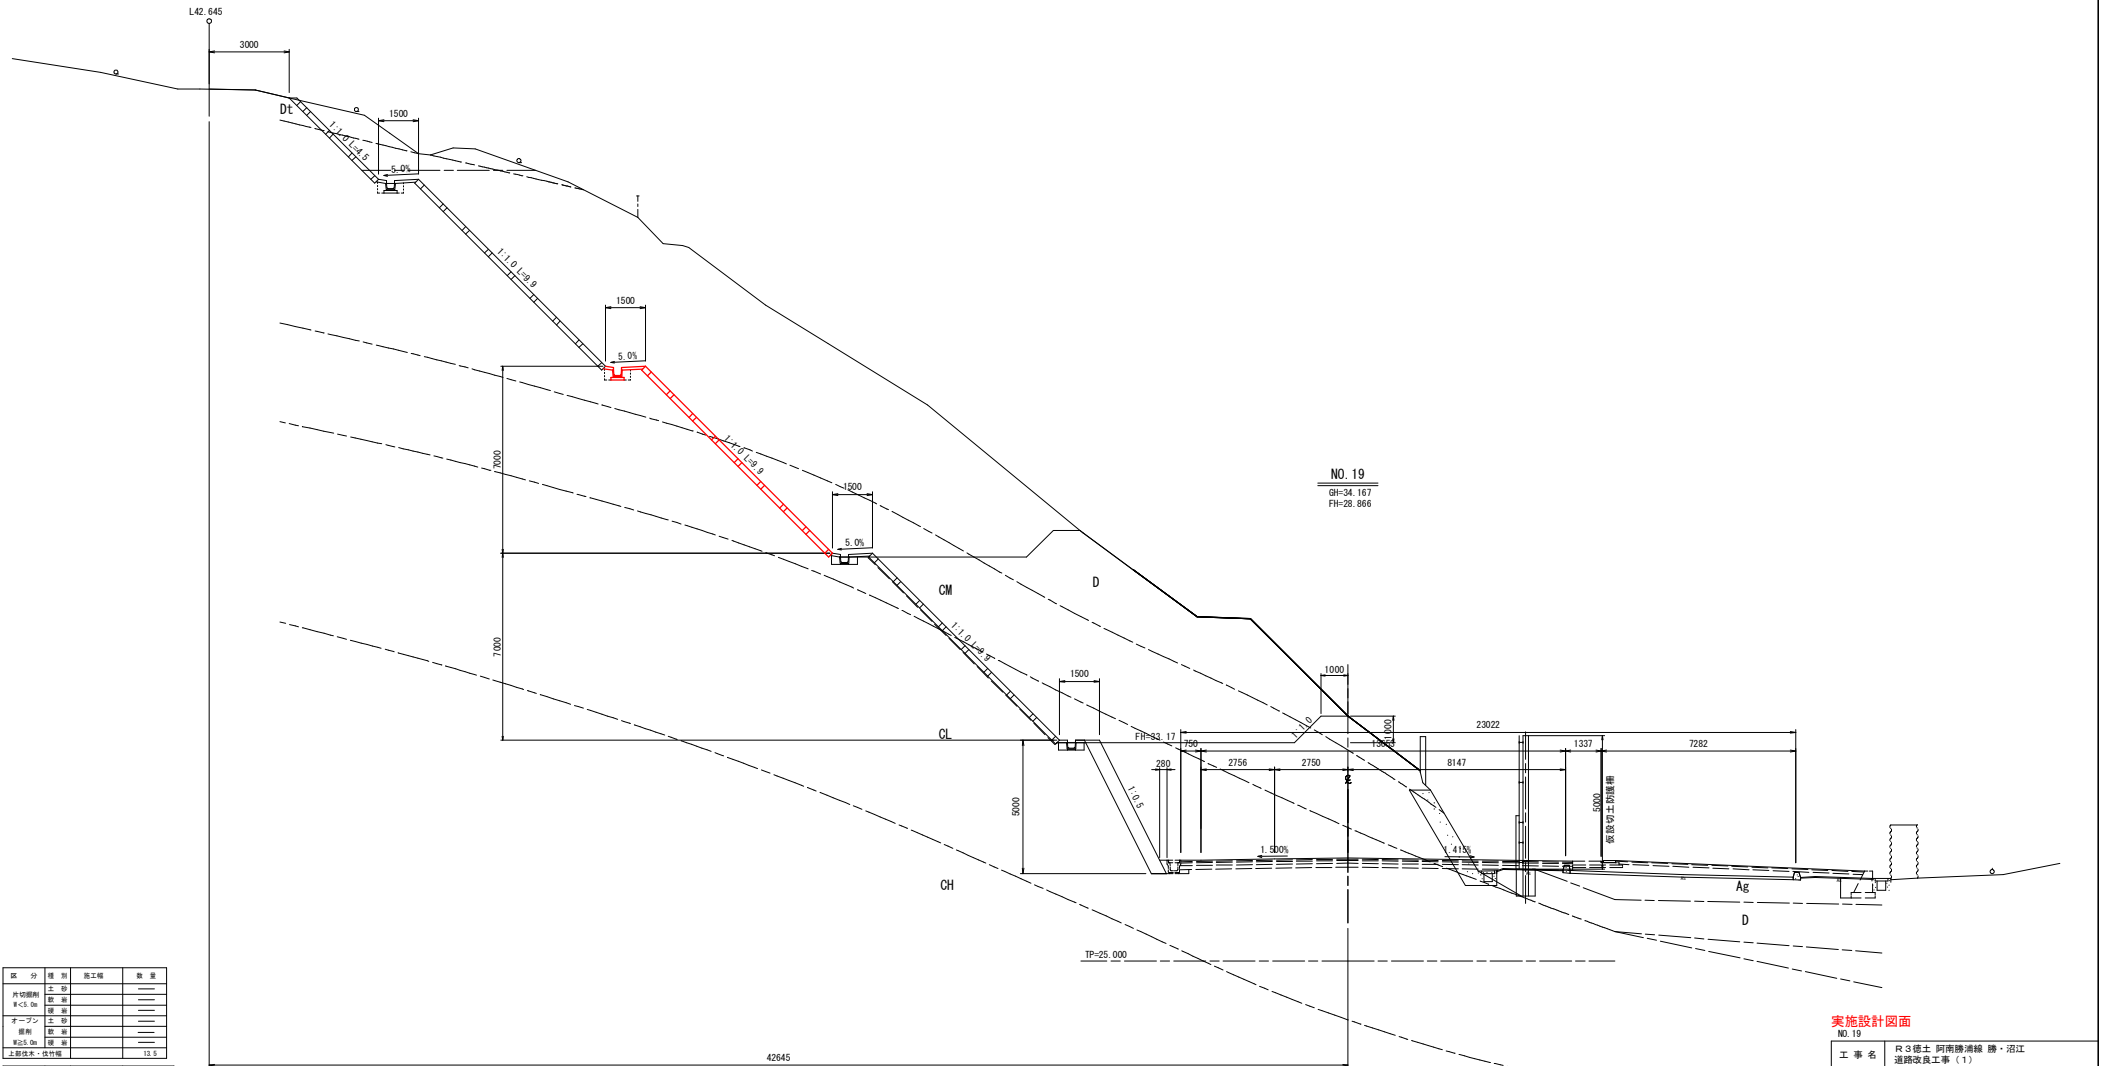 L42.645
3000
Dt
1:1.0 L=4.5
1500
5.0%
1:1.0 L=9.9
1500
5.0%
7000
1:1.0 L=9.9
1500
5.0%
NO.19
GH=34.167
FH=28.866
D
CM
7000
1:1.0 L=9.9
1500
1000
CL
FH=33.17
1:1.0
1000
23022
750
13653
1337
7282
280
2756
2750
8147
5000
1:0.5
5000
仮設切土防護柵
1.500%
1.415%
CH
Ag
D
TP=25.000
区 分 種 別 施工幅 数 量
片切掘削
W<5.0m
土 砂
軟 岩
硬 岩
オープン
掘削
W≧5.0m
土 砂
軟 岩
硬 岩
上部伐木・伐竹幅 13.5
42645
実施設計図面
NO.19
工 事 名
R3徳土 阿南勝浦線 勝・沼江
道路改良工事（1）